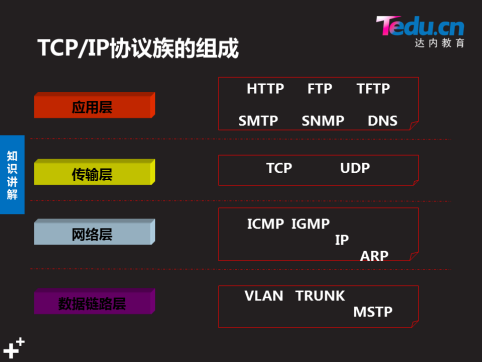 TCP/IP协议族的组成
Tedu.cn
达内教育
知识讲解
应用层
HTTP FTP TFTP
SMTP SNMP DNS
传输层
TCP UDP
网络层
ICMP IGMP
IP
ARP
数据链路层
VLAN TRUNK
MSTP